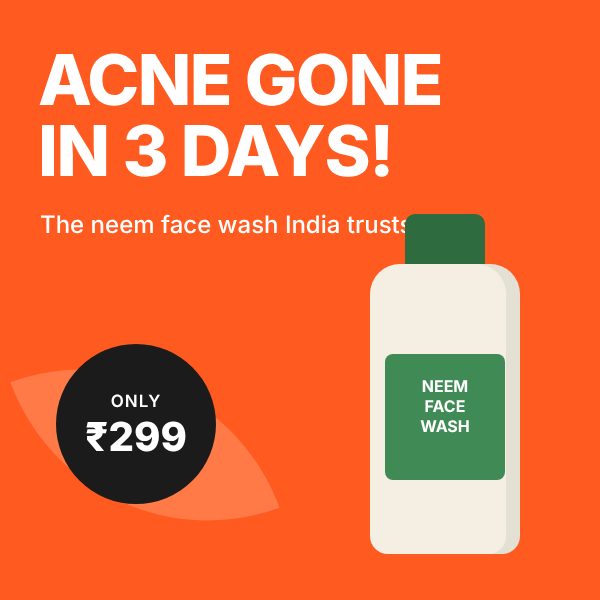 ACNE GONE
IN 3 DAYS!
The neem face wash India trusts
ONLY
₹299
NEEM
FACE
WASH